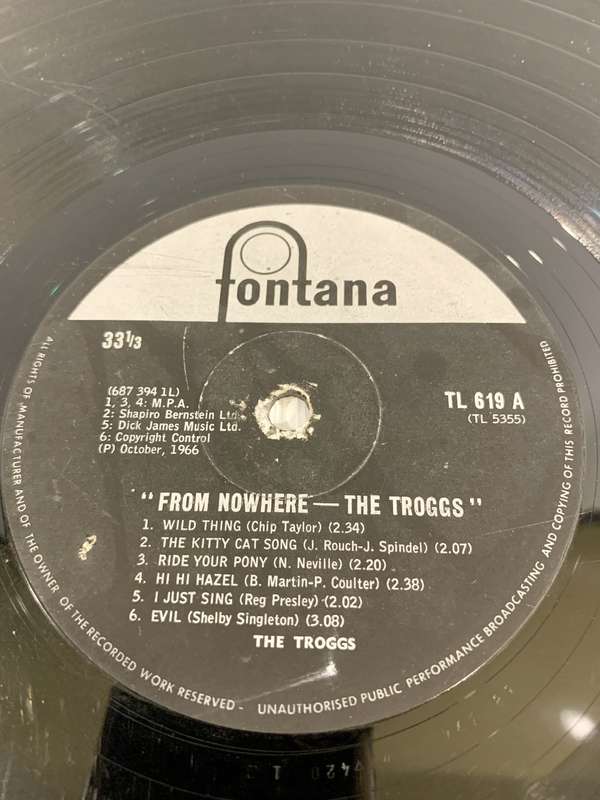 fontana
33 1/3
(687 394 1L)
1, 3, 4: M.P.A.
2: Shapiro Bernstein Ltd.
5: Dick James Music Ltd.
6: Copyright Control
(P) October, 1966
TL 619 A
(TL 5355)
"FROM NOWHERE — THE TROGGS"
1. WILD THING (Chip Taylor) (2.34)
2. THE KITTY CAT SONG (J. Rouch-J. Spindel) (2.07)
3. RIDE YOUR PONY (N. Neville) (2.20)
4. HI HI HAZEL (B. Martin-P. Coulter) (2.38)
5. I JUST SING (Reg Presley) (2.02)
6. EVIL (Shelby Singleton) (3.08)
THE TROGGS
ALL RIGHTS OF MANUFACTURER AND OF THE OWNER OF THE RECORDED WORK RESERVED - UNAUTHORISED PUBLIC PERFORMANCE BROADCASTING AND COPYING OF THIS RECORD PROHIBITED